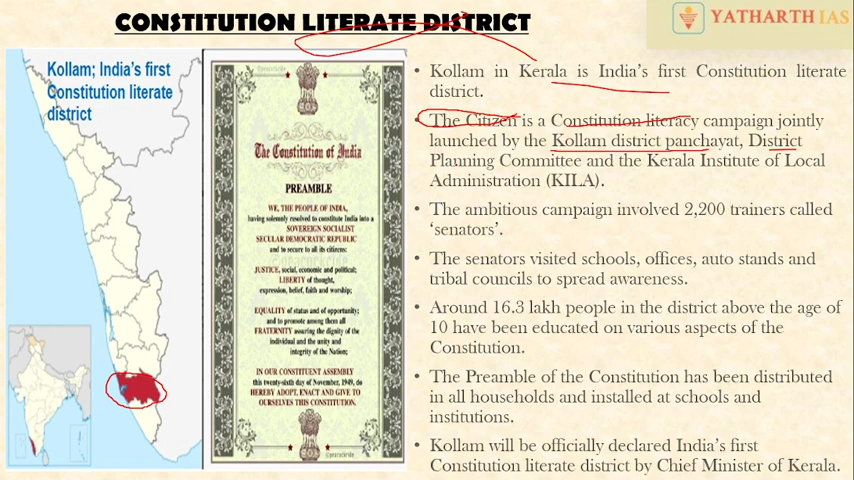 CONSTITUTION LITERATE DISTRICT
YATHARTH IAS
Kollam; India's first
Constitution literate
district
The Constitution of India
PREAMBLE
WE, THE PEOPLE OF INDIA,
having solemnly resolved to constitute India into a
SOVEREIGN SOCIALIST
SECULAR DEMOCRATIC REPUBLIC
and to secure to all its citizens:
JUSTICE, social, economic and political;
LIBERTY of thought,
expression, belief, faith and worship;
EQUALITY of status and of opportunity;
and to promote among them all
FRATERNITY assuring the dignity of the
individual and the unity and
integrity of the Nation;
IN OUR CONSTITUENT ASSEMBLY
this twenty-sixth day of November, 1949, do
HEREBY ADOPT, ENACT AND GIVE TO
OURSELVES THIS CONSTITUTION.
• Kollam in Kerala is India's first Constitution literate
district.
• The Citizen is a Constitution literacy campaign jointly
launched by the Kollam district panchayat, District
Planning Committee and the Kerala Institute of Local
Administration (KILA).
• The ambitious campaign involved 2,200 trainers called
'senators'.
• The senators visited schools, offices, auto stands and
tribal councils to spread awareness.
• Around 16.3 lakh people in the district above the age of
10 have been educated on various aspects of the
Constitution.
• The Preamble of the Constitution has been distributed
in all households and installed at schools and
institutions.
• Kollam will be officially declared India's first
Constitution literate district by Chief Minister of Kerala.